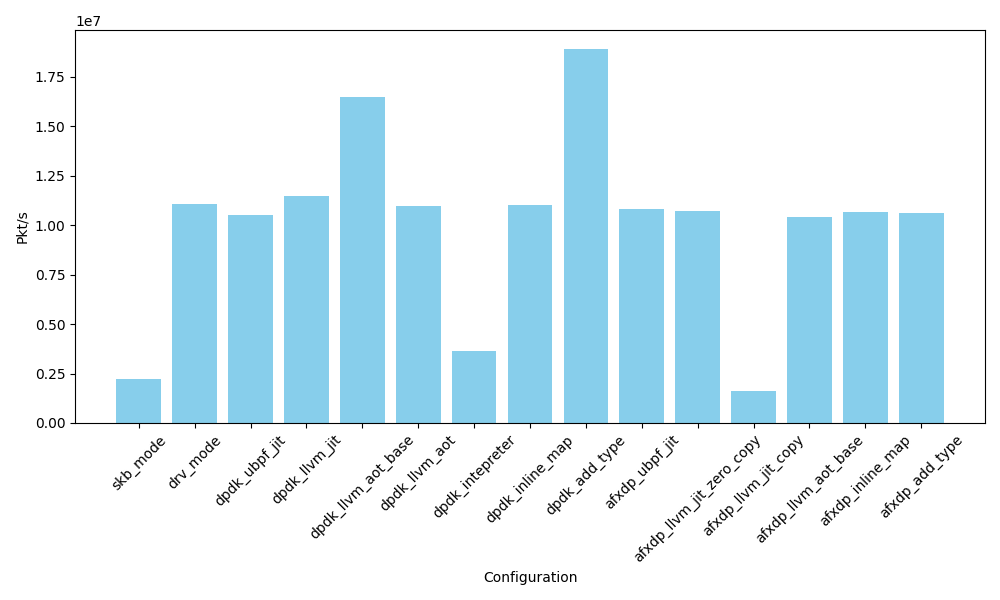 1e7
1.75
1.50
1.25
1.00
0.75
0.50
0.25
0.00
Pkt/s
skb_mode
drv_mode
dpdk_ubpf_jit
dpdk_llvm_jit
dpdk_llvm_aot_base
dpdk_llvm_aot
dpdk_intepreter
dpdk_inline_map
dpdk_add_type
afxdp_ubpf_jit
afxdp_llvm_jit_zero_copy
afxdp_llvm_jit_copy
afxdp_llvm_aot_base
afxdp_inline_map
afxdp_add_type
Configuration